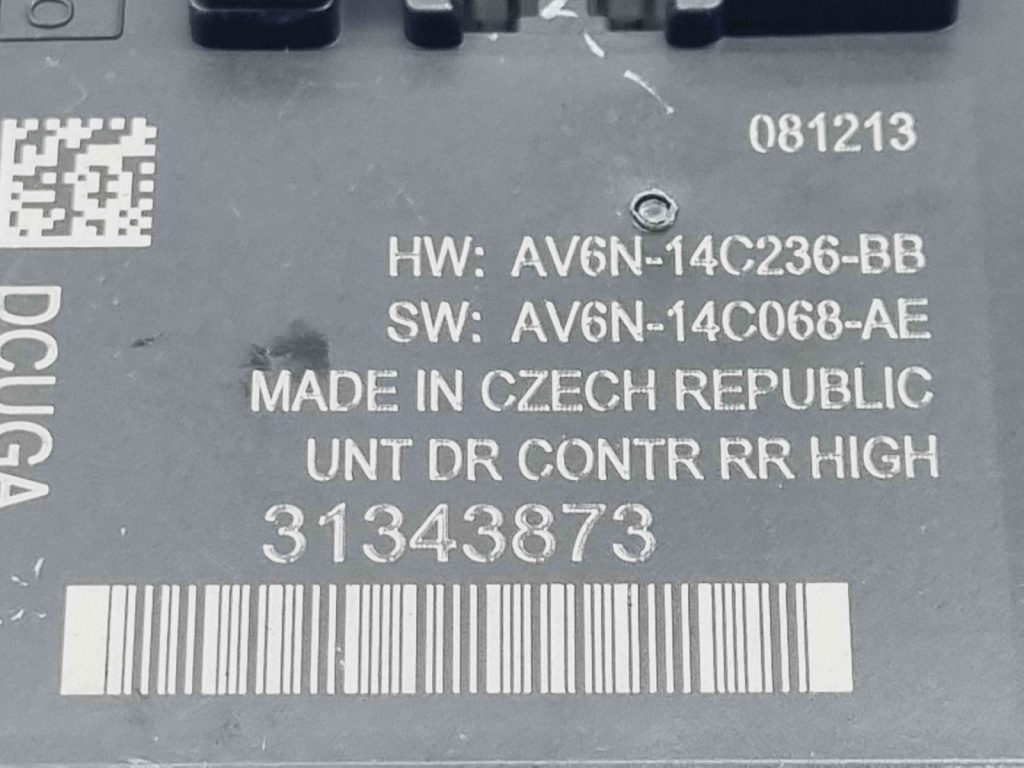 081213
HW: AV6N-14C236-BB
SW: AV6N-14C068-AE
MADE IN CZECH REPUBLIC
UNT DR CONTR RR HIGH
31343873
DCUGA